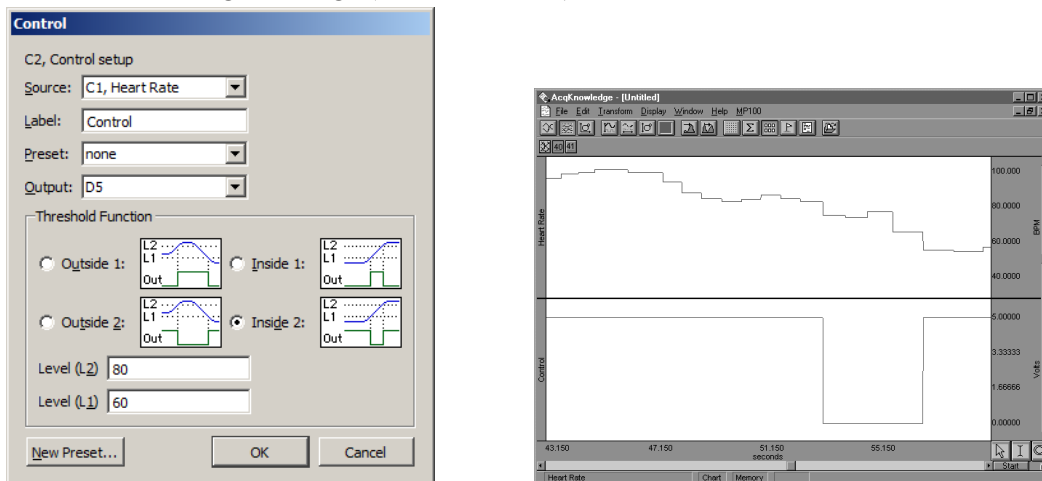 Control
C2, Control setup
Source: C1, Heart Rate
Label: Control
Preset: none
Output: D5
Threshold Function
Outside 1: L2 L1 Out
Inside 1: L2 L1 Out
Outside 2: L2 L1 Out
Inside 2: L2 L1 Out
Level (L2) 80
Level (L1) 60
New Preset... OK Cancel
AcqKnowledge - [Untitled]
File Edit Transform Display Window Help MP100
40 41
Heart Rate
100.000
80.0000
60.0000
40.0000
BPM
Control
5.00000
3.33333
1.66666
0.00000
Volts
43.150 47.150 51.150 55.150
seconds
Start
Heart Rate Chart Memory